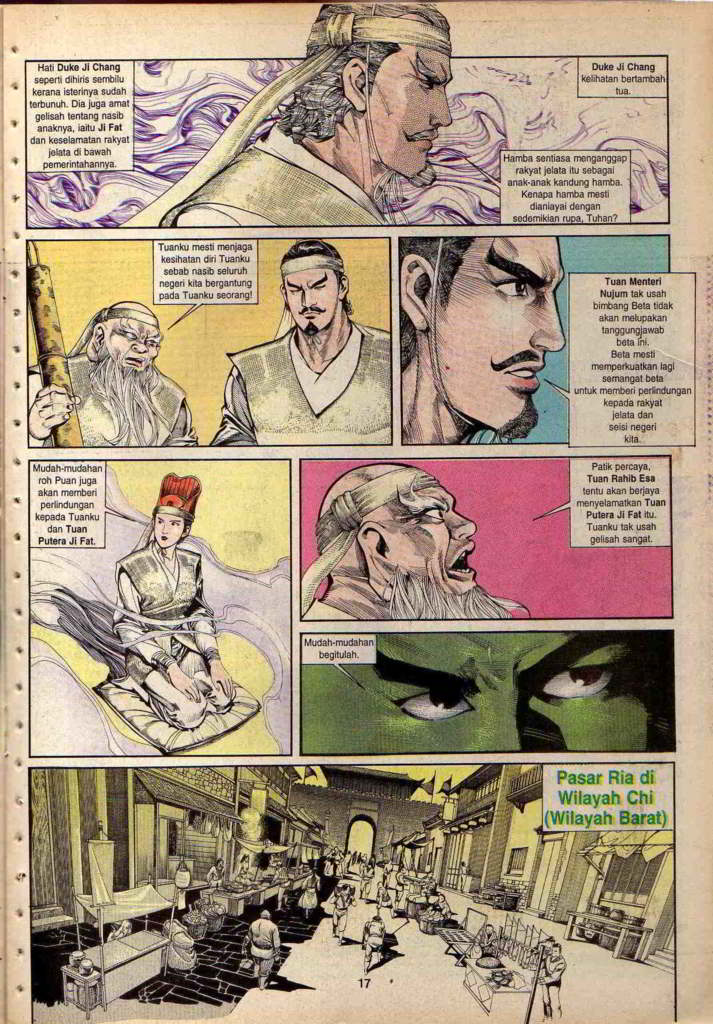 Hati Duke Ji Chang
seperti dihiris sembilu
kerana isterinya sudah
terbunuh. Dia juga amat
gelisah tentang nasib
anaknya, iaitu Ji Fat
dan keselamatan rakyat
jelata di bawah
pemerintahannya.
Duke Ji Chang
kelihatan bertambah
tua.
Hamba sentiasa menganggap
rakyat jelata itu sebagai
anak-anak kandung hamba.
Kenapa hamba mesti
dianiayai dengan
sedemikian rupa, Tuhan?
Tuanku mesti menjaga
kesihatan diri Tuanku
sebab nasib seluruh
negeri kita bergantung
pada Tuanku seorang!
Tuan Menteri
Nujum tak usah
bimbang Beta tidak
akan melupakan
tanggungjawab
beta ini.
Beta mesti
memperkuatkan lagi
semangat beta
untuk memberi perlindungan
kepada rakyat
jelata dan
seisi negeri
kita.
Mudah-mudahan
roh Puan juga
akan memberi
perlindungan
kepada Tuanku
dan Tuan
Putera Ji Fat.
Patik percaya,
Tuan Rahib Esa
tentu akan berjaya
menyelamatkan Tuan
Putera Ji Fat itu.
Tuanku tak usah
gelisah sangat.
Mudah-mudahan
begitulah.
Pasar Ria di
Wilayah Chi
(Wilayah Barat)
17